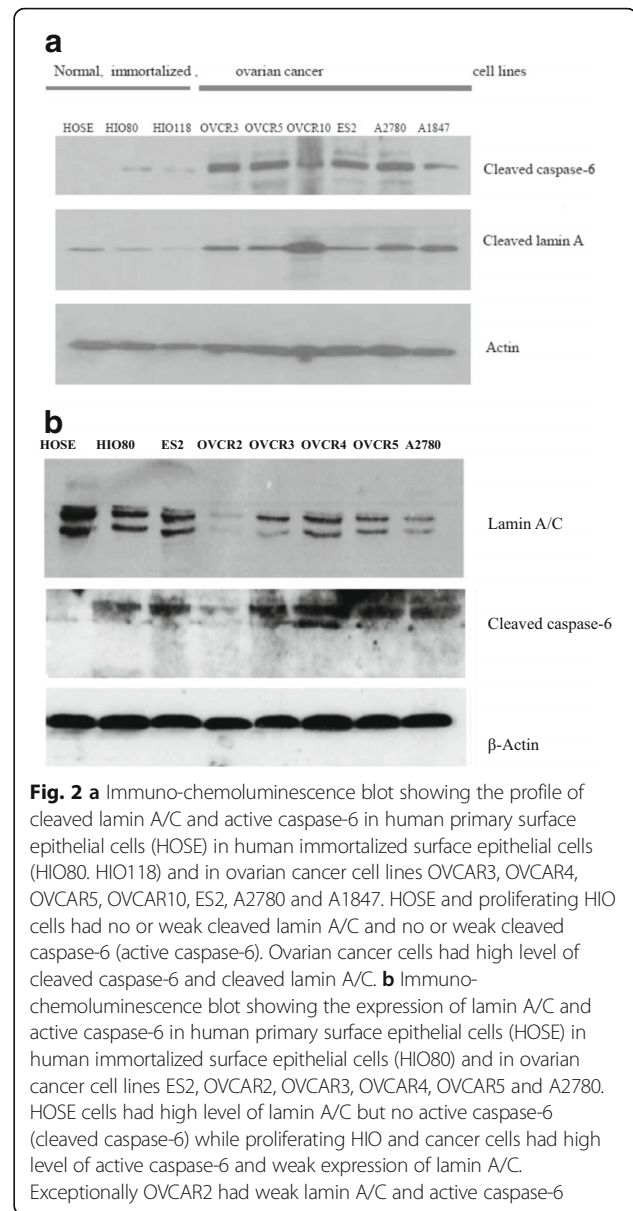 a
Normal, immortalized, ovarian cancer cell lines
HOSE HIO80 HIO118 OVCR3 OVCR5 OVCR10 ES2 A2780 A1847
Cleaved caspase-6
Cleaved lamin A
Actin
b
HOSE HIO80 ES2 OVCR2 OVCR3 OVCR4 OVCR5 A2780
Lamin A/C
Cleaved caspase-6
β-Actin
Fig. 2 a Immuno-chemoluminescence blot showing the profile of
cleaved lamin A/C and active caspase-6 in human primary surface
epithelial cells (HOSE) in human immortalized surface epithelial cells
(HIO80. HIO118) and in ovarian cancer cell lines OVCAR3, OVCAR4,
OVCAR5, OVCAR10, ES2, A2780 and A1847. HOSE and proliferating HIO
cells had no or weak cleaved lamin A/C and no or weak cleaved
caspase-6 (active caspase-6). Ovarian cancer cells had high level of
cleaved caspase-6 and cleaved lamin A/C. b Immuno-
chemoluminescence blot showing the expression of lamin A/C and
active caspase-6 in human primary surface epithelial cells (HOSE) in
human immortalized surface epithelial cells (HIO80) and in ovarian
cancer cell lines ES2, OVCAR2, OVCAR3, OVCAR4, OVCAR5 and A2780.
HOSE cells had high level of lamin A/C but no active caspase-6
(cleaved caspase-6) while proliferating HIO and cancer cells had high
level of active caspase-6 and weak expression of lamin A/C.
Exceptionally OVCAR2 had weak lamin A/C and active caspase-6